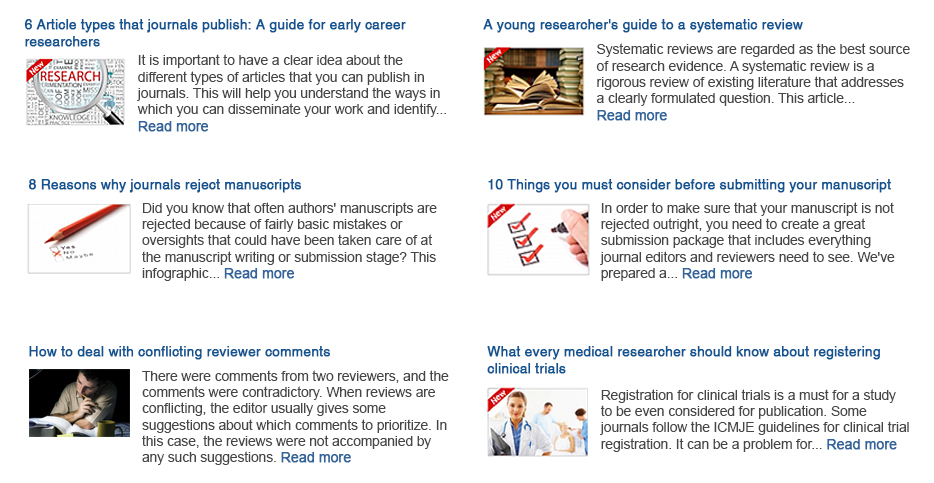 6 Article types that journals publish: A guide for early career
researchers
New
RESEARCH
KNOWLEDGE
It is important to have a clear idea about the
different types of articles that you can publish in
journals. This will help you understand the ways in
which you can disseminate your work and identify...
Read more
A young researcher's guide to a systematic review
New
Systematic reviews are regarded as the best source
of research evidence. A systematic review is a
rigorous review of existing literature that addresses
a clearly formulated question. This article...
Read more
8 Reasons why journals reject manuscripts
Yes
No
Maybe
Did you know that often authors' manuscripts are
rejected because of fairly basic mistakes or
oversights that could have been taken care of at
the manuscript writing or submission stage? This
infographic... Read more
10 Things you must consider before submitting your manuscript
New
In order to make sure that your manuscript is not
rejected outright, you need to create a great
submission package that includes everything
journal editors and reviewers need to see. We've
prepared a... Read more
How to deal with conflicting reviewer comments
There were comments from two reviewers, and the
comments were contradictory. When reviews are
conflicting, the editor usually gives some
suggestions about which comments to prioritize. In
this case, the reviews were not accompanied by
any such suggestions. Read more
What every medical researcher should know about registering
clinical trials
New
Registration for clinical trials is a must for a study
to be even considered for publication. Some
journals follow the ICMJE guidelines for clinical trial
registration. It can be a problem for... Read more